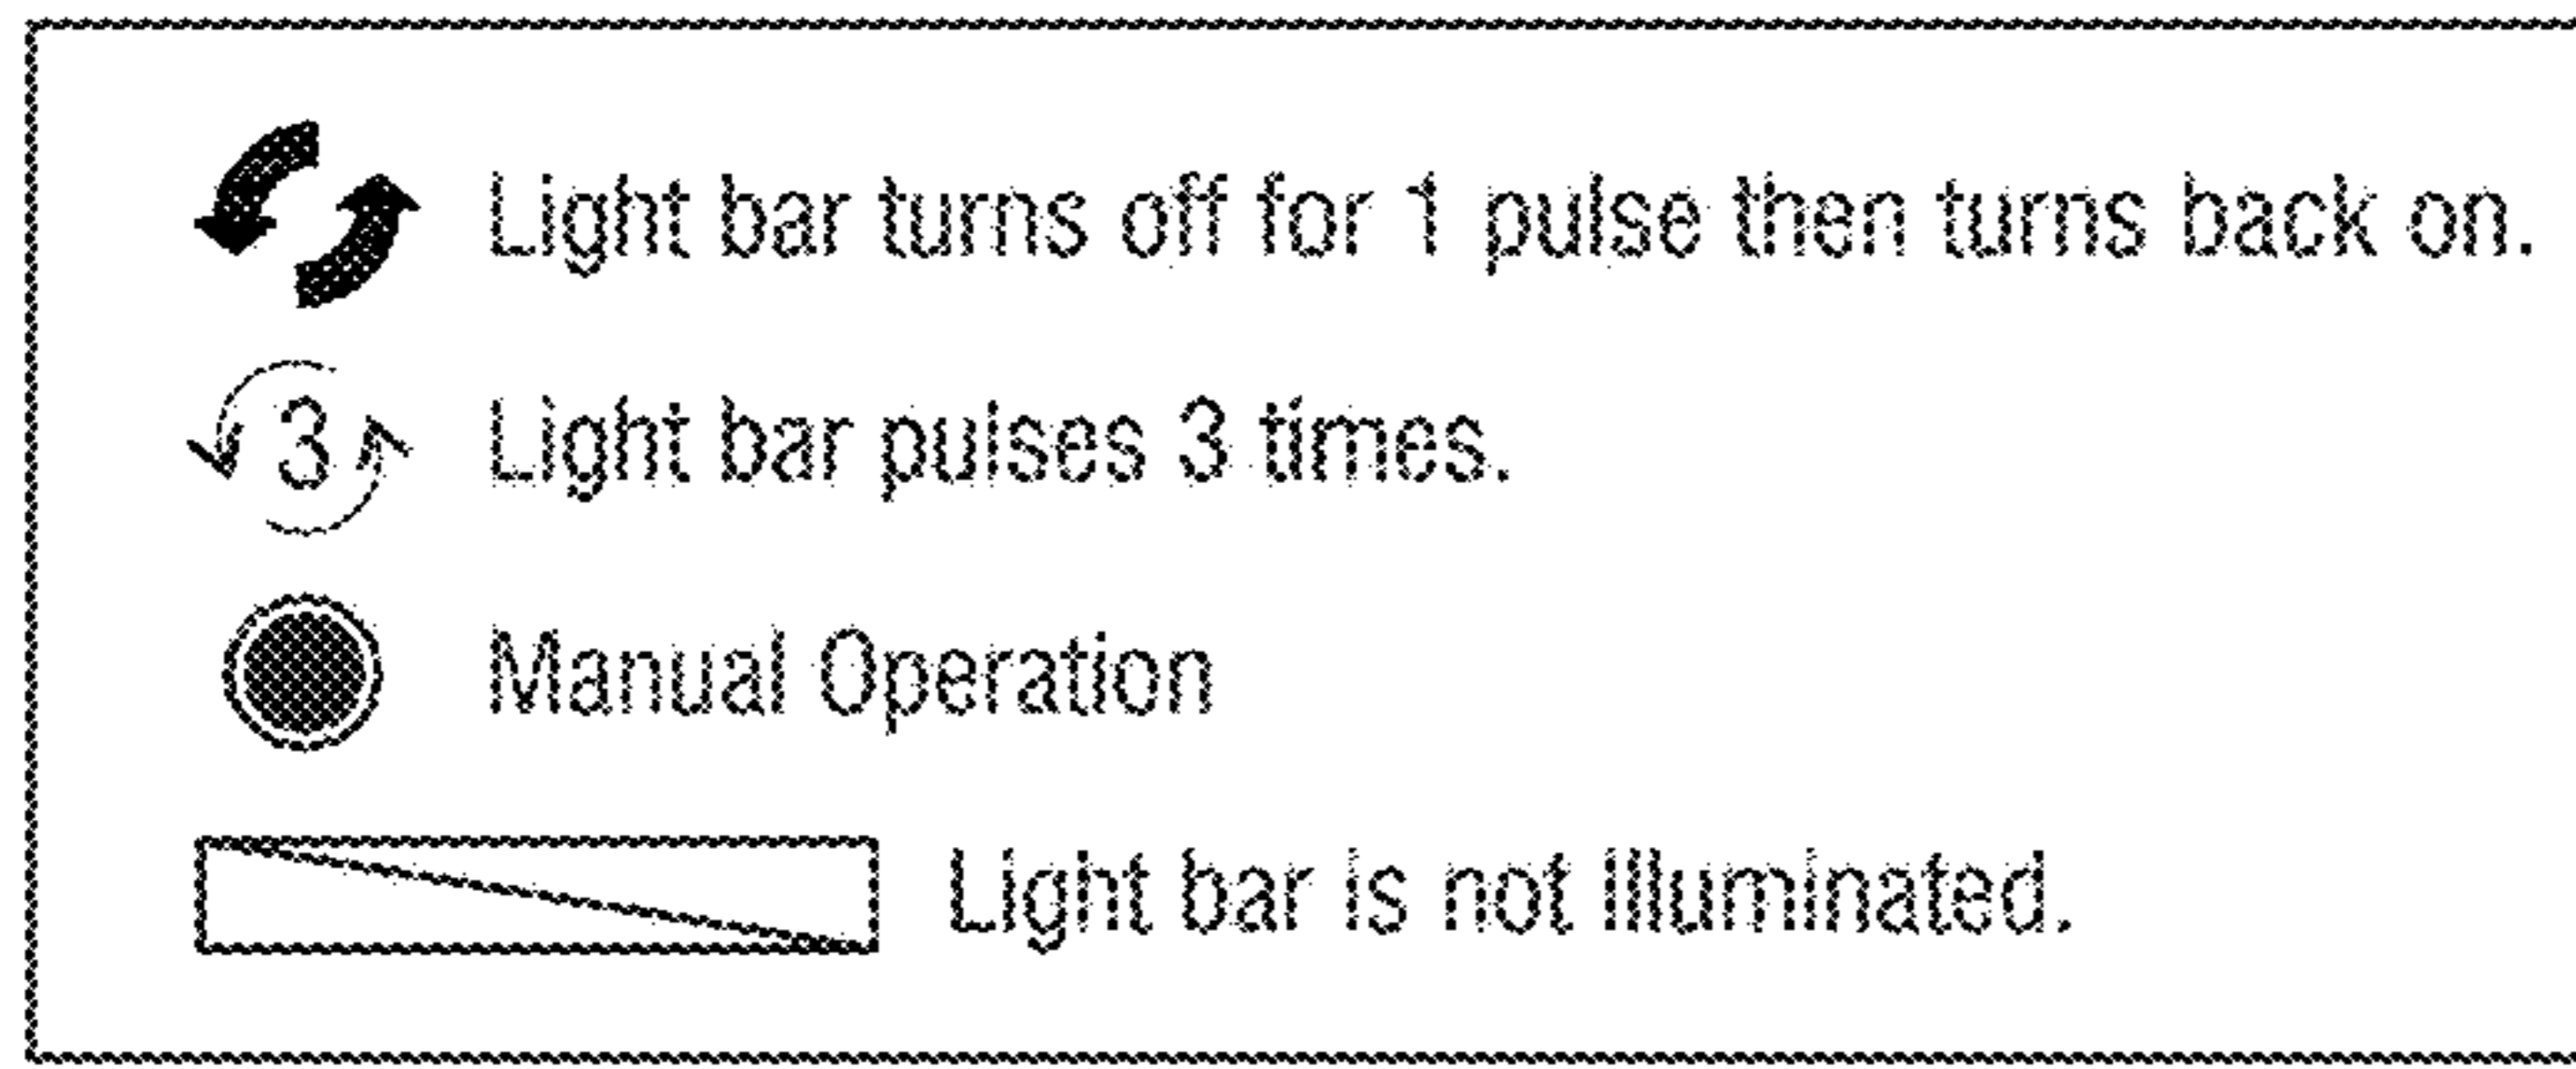 Light bar turns off for 1 pulse then turns back on.
3 Light bar pulses 3 times.
Manual Operation
Light bar is not illuminated.